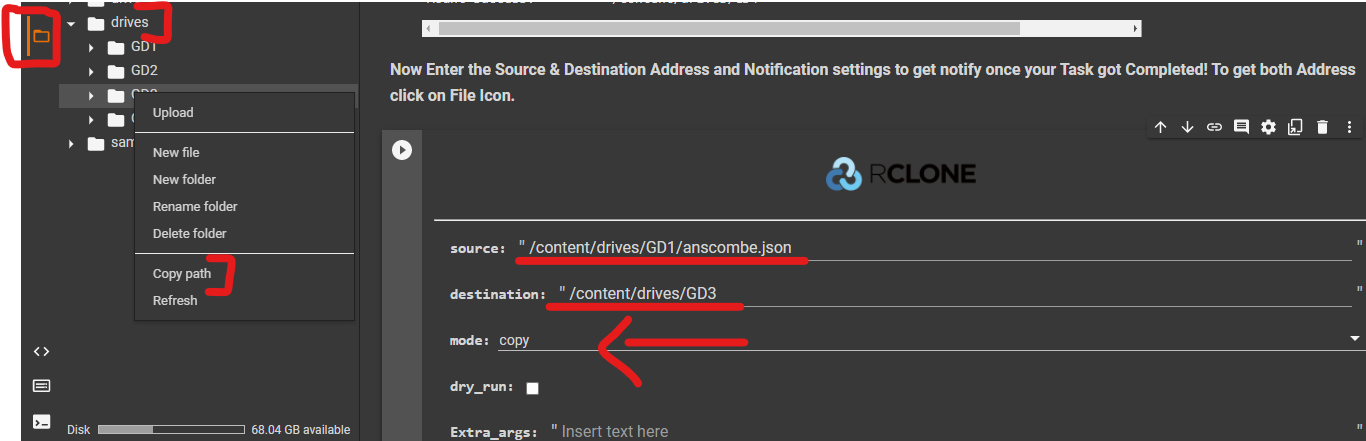 drives
GD1
GD2
Upload
New file
New folder
Rename folder
Delete folder
Copy path
Refresh
Disk 68.04 GB available
Now Enter the Source & Destination Address and Notification settings to get notify once your Task got Completed! To get both Address
click on File Icon.
RCLONE
source: " /content/drives/GD1/anscombe.json "
destination: " /content/drives/GD3 "
mode: copy
dry_run:
Extra_args: " Insert text here "